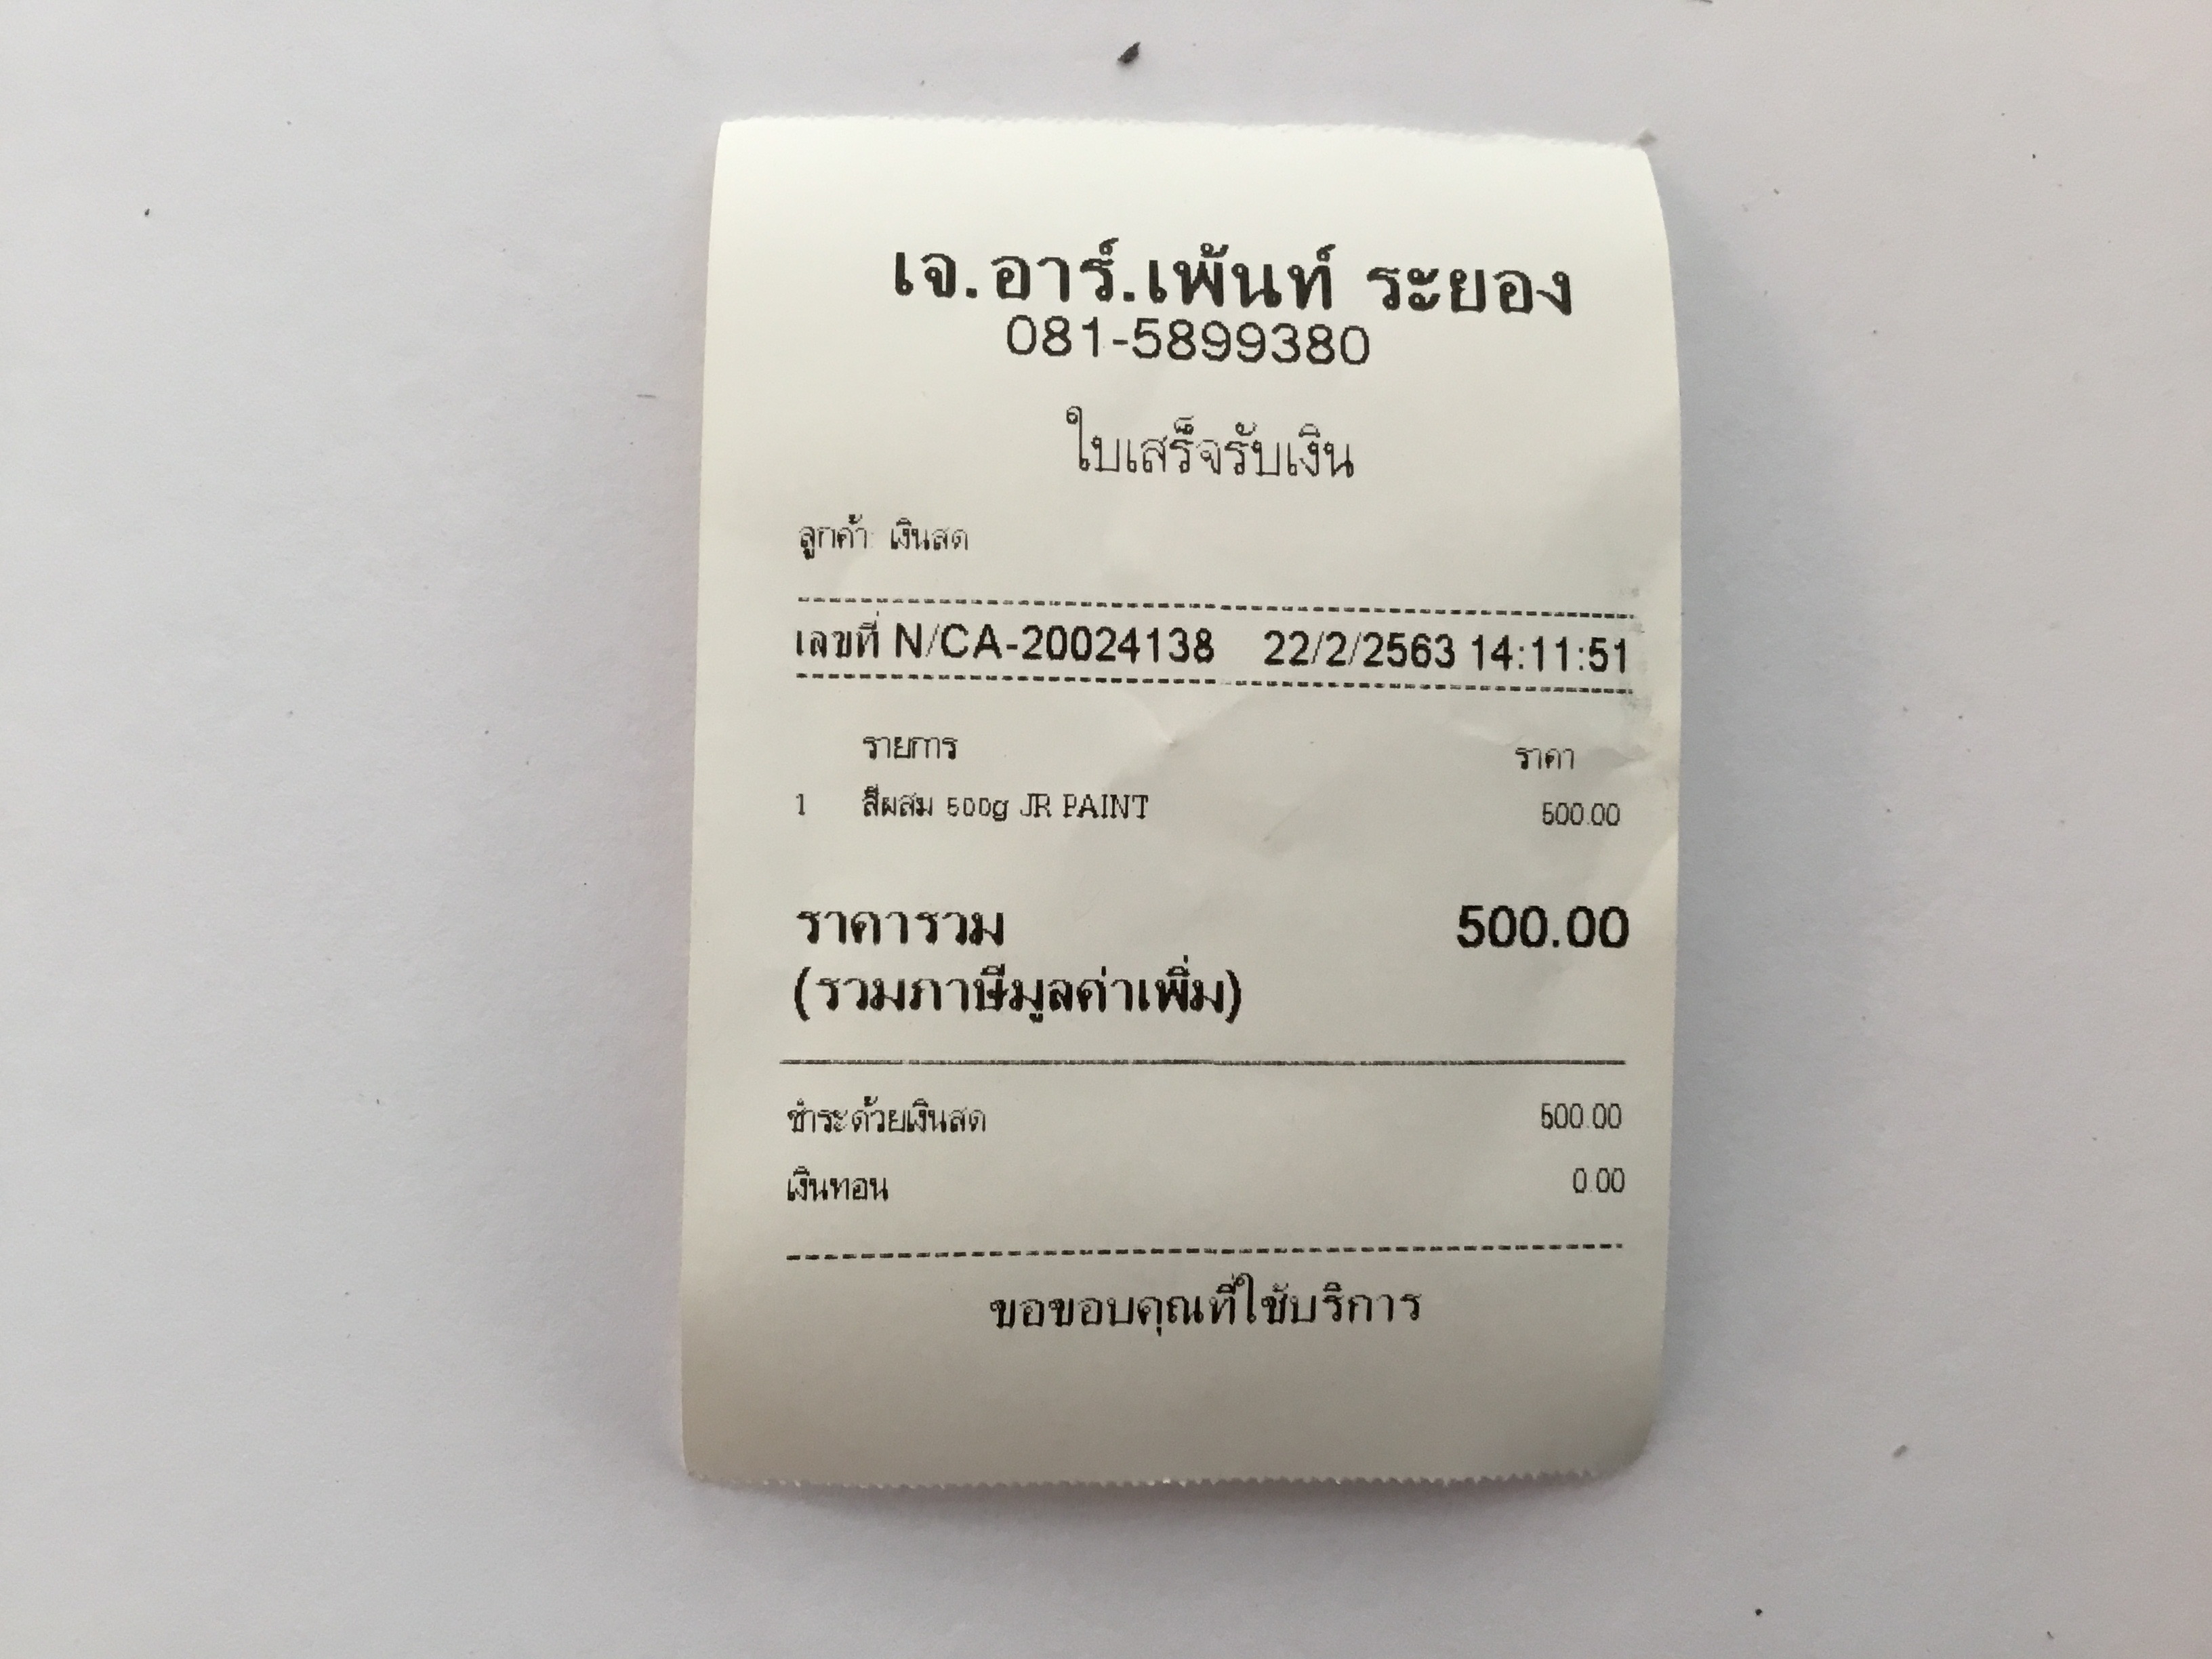 เจ.อาร์.เพ้นท์ ระยอง
081-5899380
ใบเสร็จรับเงิน
ลูกค้า: เงินสด
เลขที่ N/CA-20024138 22/2/2563 14:11:51
รายการ ราคา
1 สีผสม 500g JR PAINT 500.00
ราคารวม 500.00
(รวมภาษีมูลค่าเพิ่ม)
ชำระด้วยเงินสด 500.00
เงินทอน 0.00
ขอขอบคุณที่ใช้บริการ